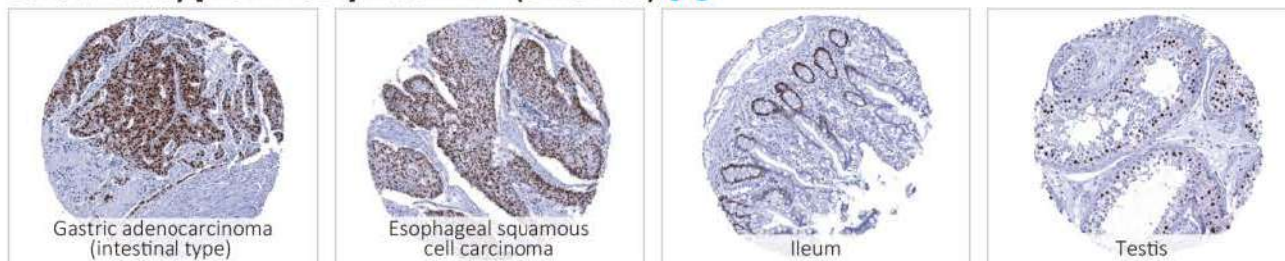 Gastric adenocarcinoma
(intestinal type)
Esophageal squamous
cell carcinoma
Ileum
Testis